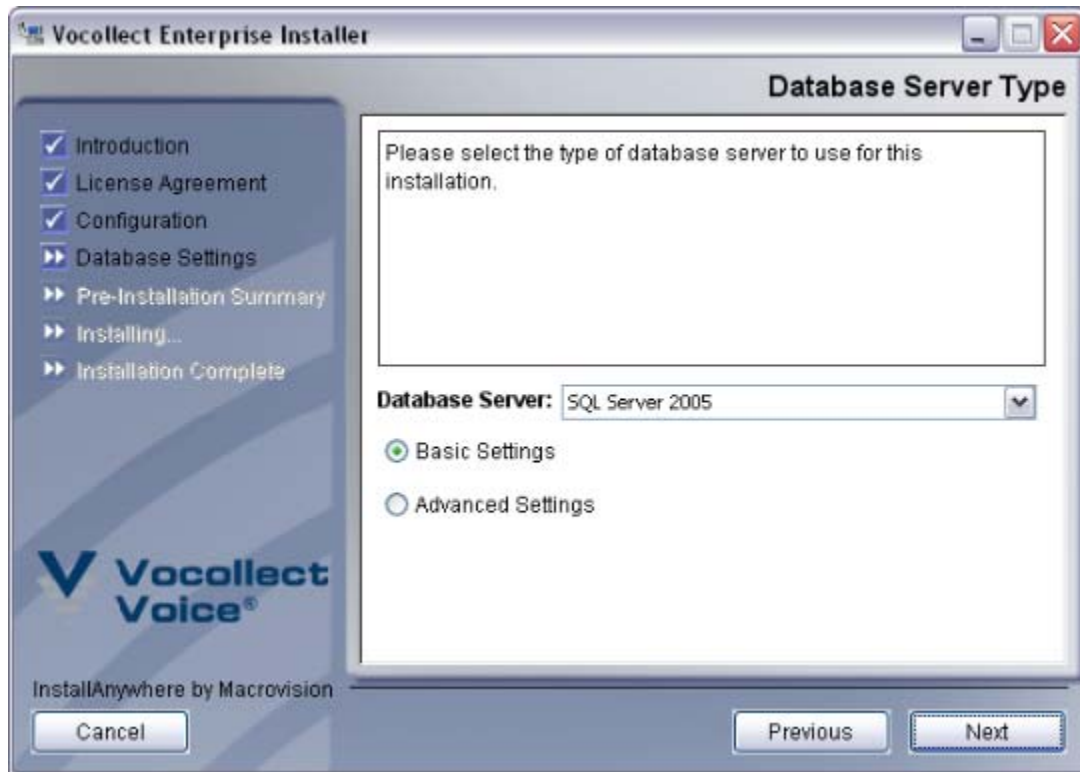 Vocollect Enterprise Installer
Database Server Type
Introduction
License Agreement
Configuration
Database Settings
Pre-Installation Summary
Installing...
Installation Complete
Please select the type of database server to use for this
installation.
Database Server: SQL Server 2005
Basic Settings
Advanced Settings
Vocollect
Voice®
InstallAnywhere by Macrovision
Cancel
Previous
Next